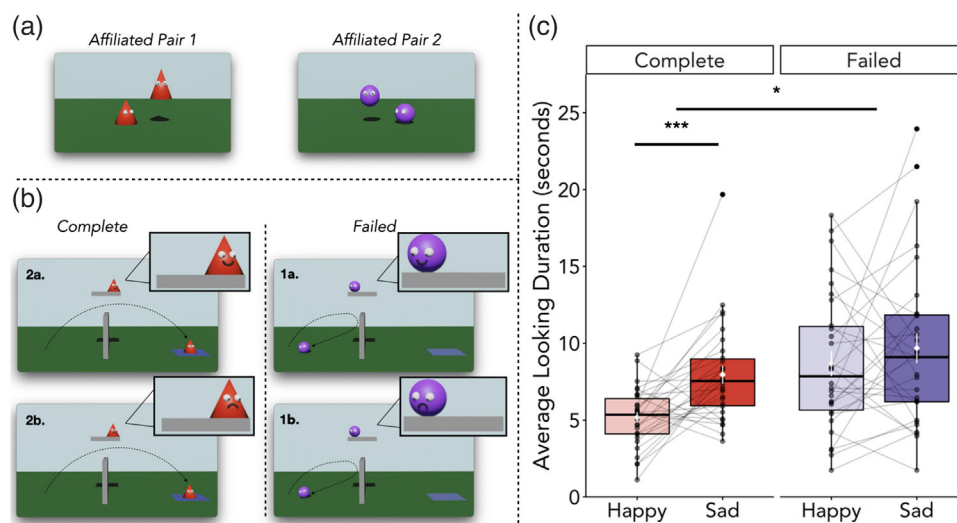 (a)
Affiliated Pair 1
Affiliated Pair 2
(b)
Complete
Failed
2a.
1a.
2b.
1b.
(c)
Complete
Failed
*
***
Average Looking Duration (seconds)
25
20
15
10
5
0
Happy
Sad
Happy
Sad